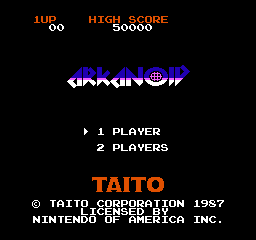 1UP HIGH SCORE
00 50000
ARKANOID
1 PLAYER
2 PLAYERS
TAITO
© TAITO CORPORATION 1987
LICENSED BY
NINTENDO OF AMERICA INC.